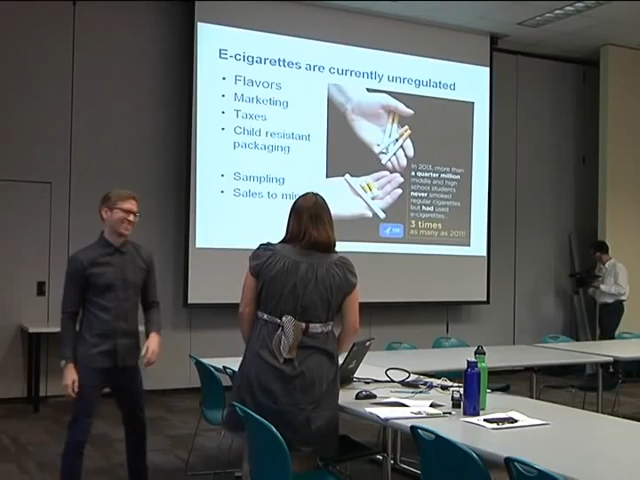 E-cigarettes are currently unregulated
• Flavors
• Marketing
• Taxes
• Child resistant
packaging
• Sampling
• Sales to
In 2013, more than
a quarter million
middle and high
school students
never smoked
regular cigarettes
but had used
e-cigarettes...
3 times
as many as 2011!